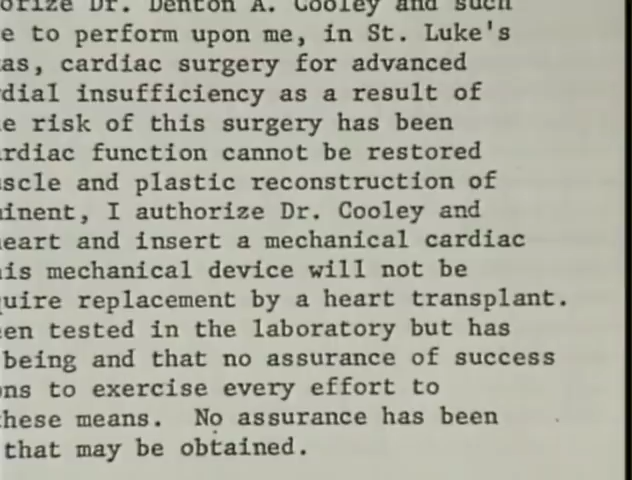 orize Dr. Denton A. Cooley and such
e to perform upon me, in St. Luke's
as, cardiac surgery for advanced
dial insufficiency as a result of
e risk of this surgery has been
rdiac function cannot be restored
scle and plastic reconstruction of
inent, I authorize Dr. Cooley and
heart and insert a mechanical cardiac
is mechanical device will not be
quire replacement by a heart transplant.
en tested in the laboratory but has
being and that no assurance of success
ns to exercise every effort to
these means. No assurance has been
that may be obtained.